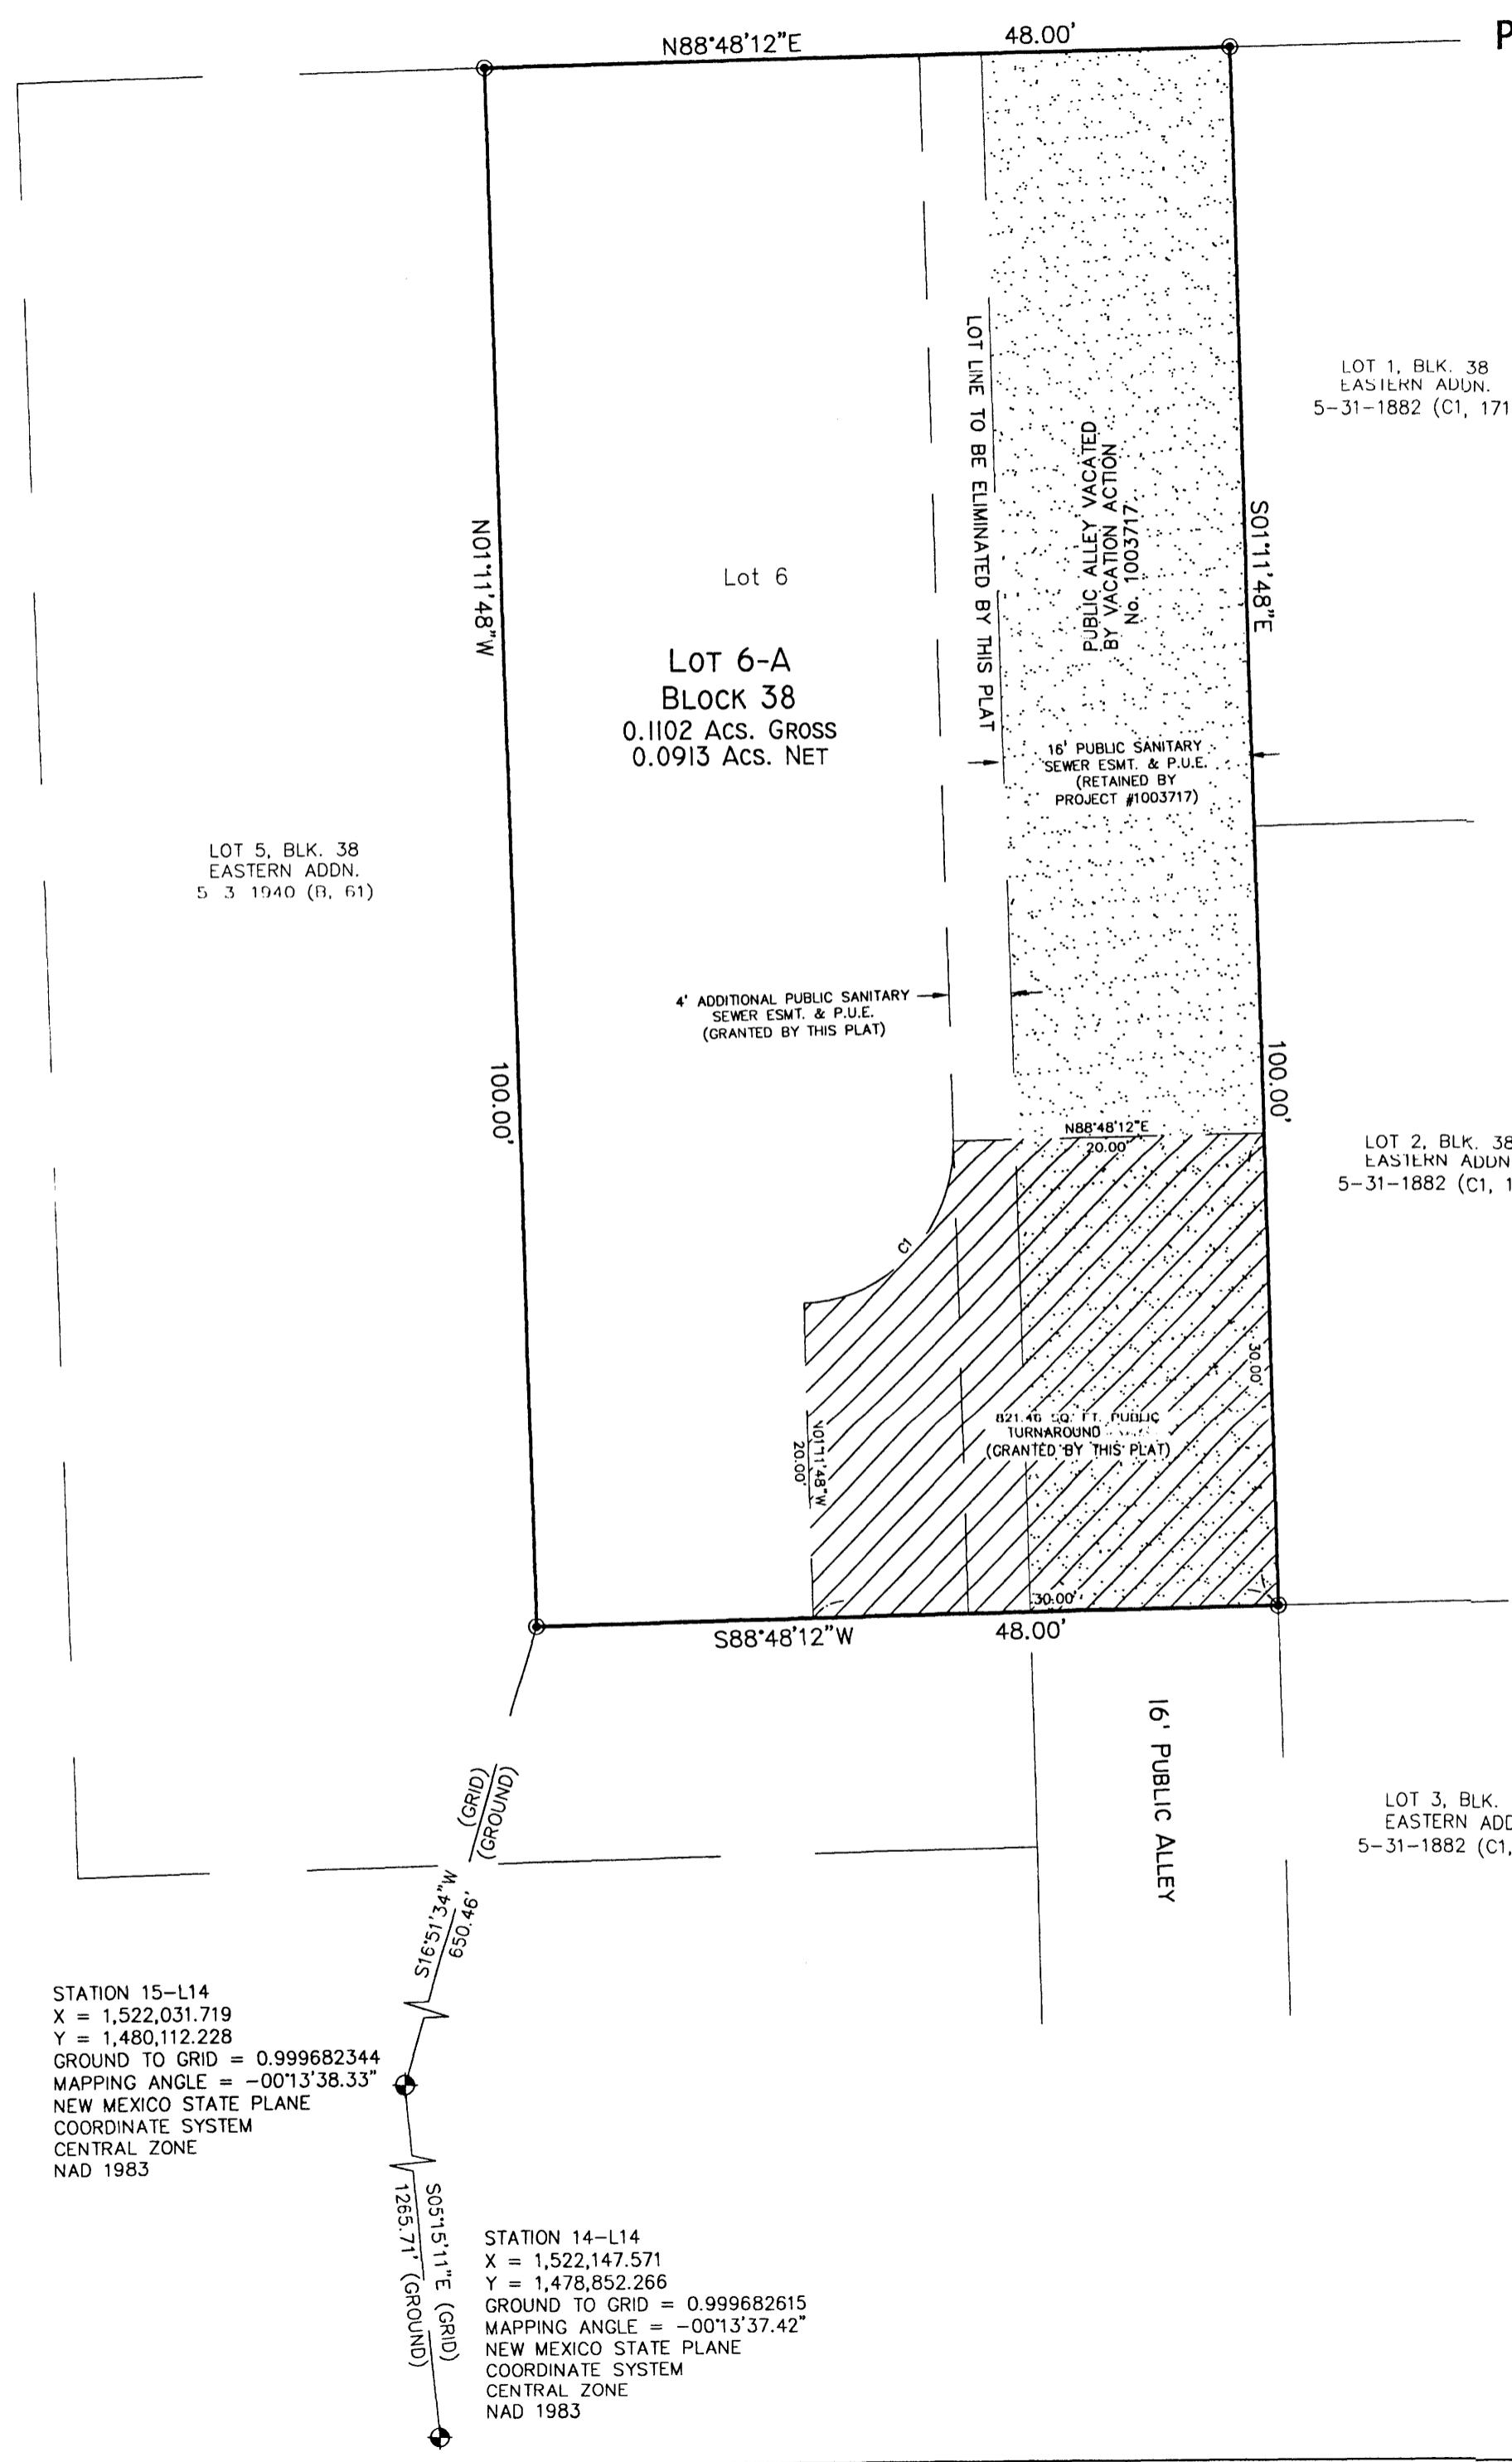 P
N88°48'12"E
48.00'
LOT 1, BLK. 38
EASTERN ADDN.
5-31-1882 (C1, 171
LOT LINE TO BE ELIMINATED BY THIS PLAT
PUBLIC ALLEY VACATED
BY VACATION ACTION
No. 1003717
N01°11'48"W
S01°11'48"E
Lot 6
LOT 6-A
BLOCK 38
0.1102 ACS. GROSS
0.0913 ACS. NET
16' PUBLIC SANITARY
SEWER ESMT. & P.U.E.
(RETAINED BY
PROJECT #1003717)
LOT 5, BLK. 38
EASTERN ADDN.
5 3 1940 (B, 61)
4' ADDITIONAL PUBLIC SANITARY
SEWER ESMT. & P.U.E.
(GRANTED BY THIS PLAT)
100.00'
100.00'
N88°48'12"E
20.00'
LOT 2, BLK. 38
EASTERN ADDN
5-31-1882 (C1, 1
C1
30.00'
821.46 SQ. FT. PUBLIC
TURNAROUND
(GRANTED BY THIS PLAT)
N01°11'48"W
20.00'
30.00'
S88°48'12"W
48.00'
16' PUBLIC ALLEY
(GRID)
(GROUND)
LOT 3, BLK.
EASTERN ADD
5-31-1882 (C1,
S16°51'34"W
650.46'
STATION 15-L14
X = 1,522,031.719
Y = 1,480,112.228
GROUND TO GRID = 0.999682344
MAPPING ANGLE = -00°13'38.33"
NEW MEXICO STATE PLANE
COORDINATE SYSTEM
CENTRAL ZONE
NAD 1983
S05°15'11"E (GRID)
1265.71' (GROUND)
STATION 14-L14
X = 1,522,147.571
Y = 1,478,852.266
GROUND TO GRID = 0.999682615
MAPPING ANGLE = -00°13'37.42"
NEW MEXICO STATE PLANE
COORDINATE SYSTEM
CENTRAL ZONE
NAD 1983